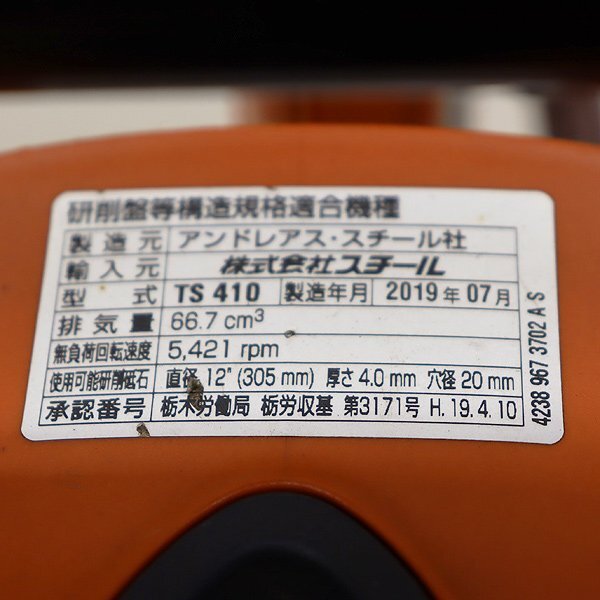 研削盤等構造規格適合機種
製造元 アンドレアス・スチール社
輸入元 株式会社スチール
型式 TS 410 製造年月 2019年07月
排気量 66.7 cm³
無負荷回転速度 5,421 rpm
使用可能研削砥石 直径 12" (305 mm) 厚さ 4.0 mm 穴径 20 mm
承認番号 栃木労働局 栃労収基 第3171号 H.19.4.10
4238 967 3702 A S